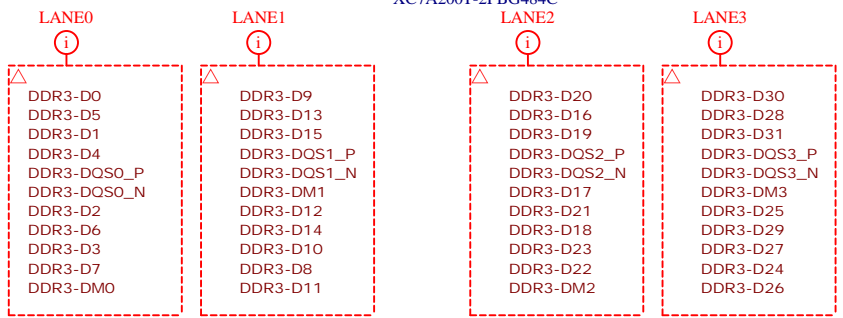 LANE0
i
DDR3-D0
DDR3-D5
DDR3-D1
DDR3-D4
DDR3-DQS0_P
DDR3-DQS0_N
DDR3-D2
DDR3-D6
DDR3-D3
DDR3-D7
DDR3-DM0
LANE1
i
DDR3-D9
DDR3-D13
DDR3-D15
DDR3-DQS1_P
DDR3-DQS1_N
DDR3-DM1
DDR3-D12
DDR3-D14
DDR3-D10
DDR3-D8
DDR3-D11
LANE2
i
DDR3-D20
DDR3-D16
DDR3-D19
DDR3-DQS2_P
DDR3-DQS2_N
DDR3-D17
DDR3-D21
DDR3-D18
DDR3-D23
DDR3-D22
DDR3-DM2
LANE3
i
DDR3-D30
DDR3-D28
DDR3-D31
DDR3-DQS3_P
DDR3-DQS3_N
DDR3-DM3
DDR3-D25
DDR3-D29
DDR3-D27
DDR3-D24
DDR3-D26